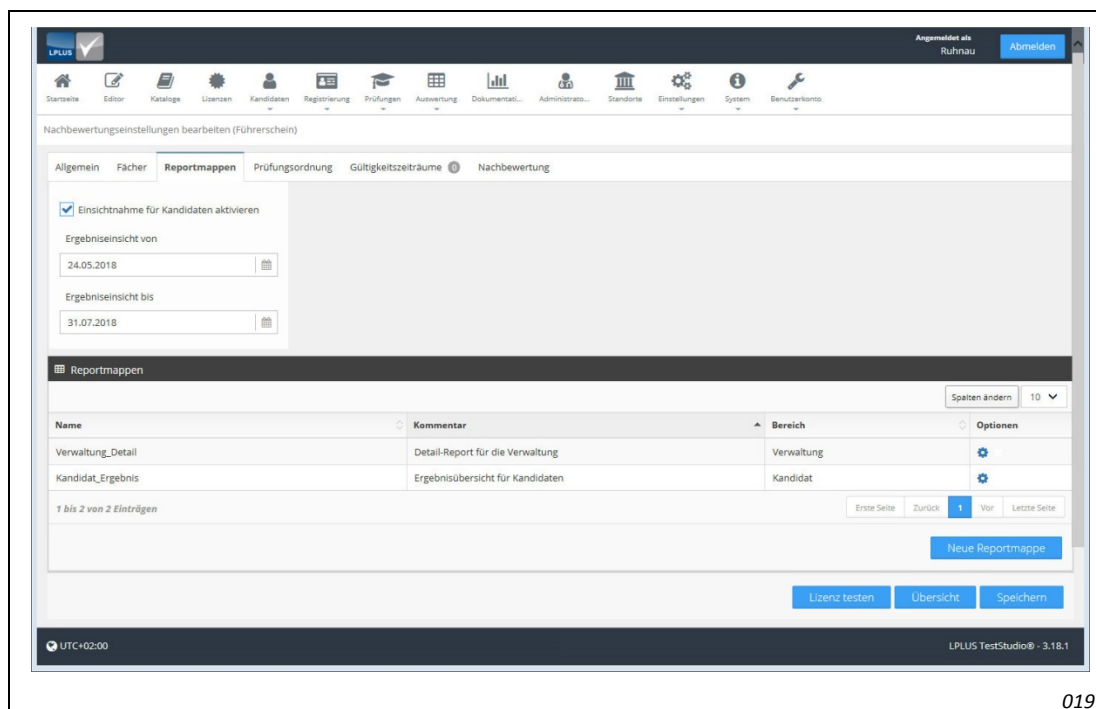 LPLUS
Angemeldet als
Ruhnau
Abmelden
Startseite Editor Kataloge Lizenzen Kandidaten Registrierung Prüfungen Auswertung Dokumentati... Administrato... Standorte Einstellungen System Benutzerkonto
Nachbewertungseinstellungen bearbeiten (Führerschein)
Allgemein Fächer Reportmappen Prüfungsordnung Gültigkeitszeiträume 0 Nachbewertung
Einsichtnahme für Kandidaten aktivieren
Ergebniseinsicht von
24.05.2018
Ergebniseinsicht bis
31.07.2018
Reportmappen
Spalten ändern 10
Name Kommentar Bereich Optionen
Verwaltung_Detail Detail-Report für die Verwaltung Verwaltung
Kandidat_Ergebnis Ergebnisübersicht für Kandidaten Kandidat
1 bis 2 von 2 Einträgen Erste Seite Zurück 1 Vor Letzte Seite
Neue Reportmappe
Lizenz testen Übersicht Speichern
UTC+02:00 LPLUS TestStudio® - 3.18.1
019